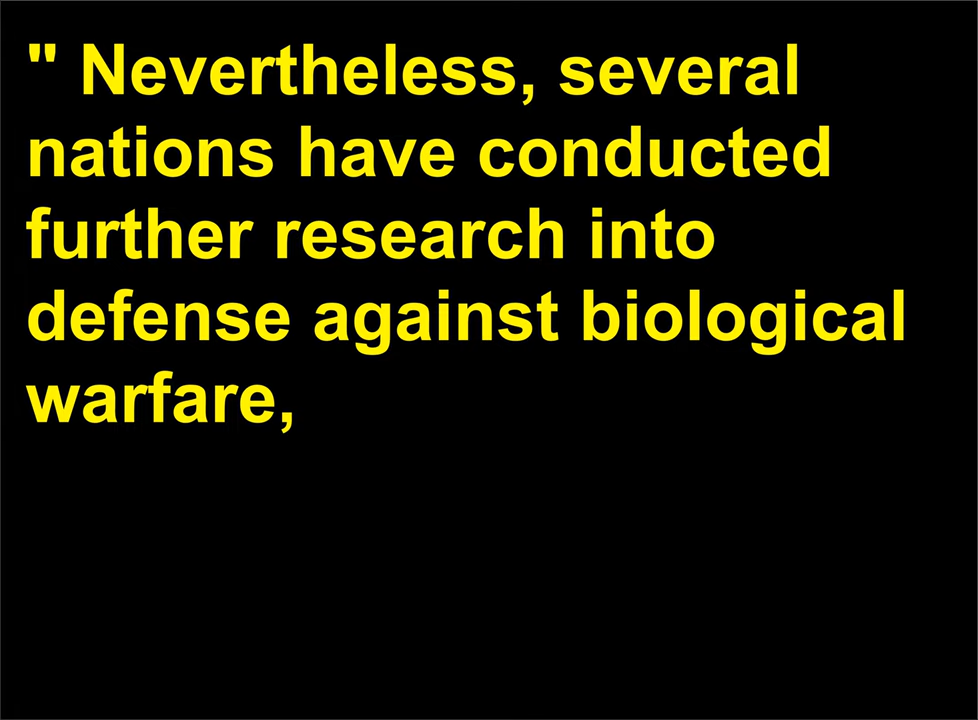 " Nevertheless, several
nations have conducted
further research into
defense against biological
warfare,